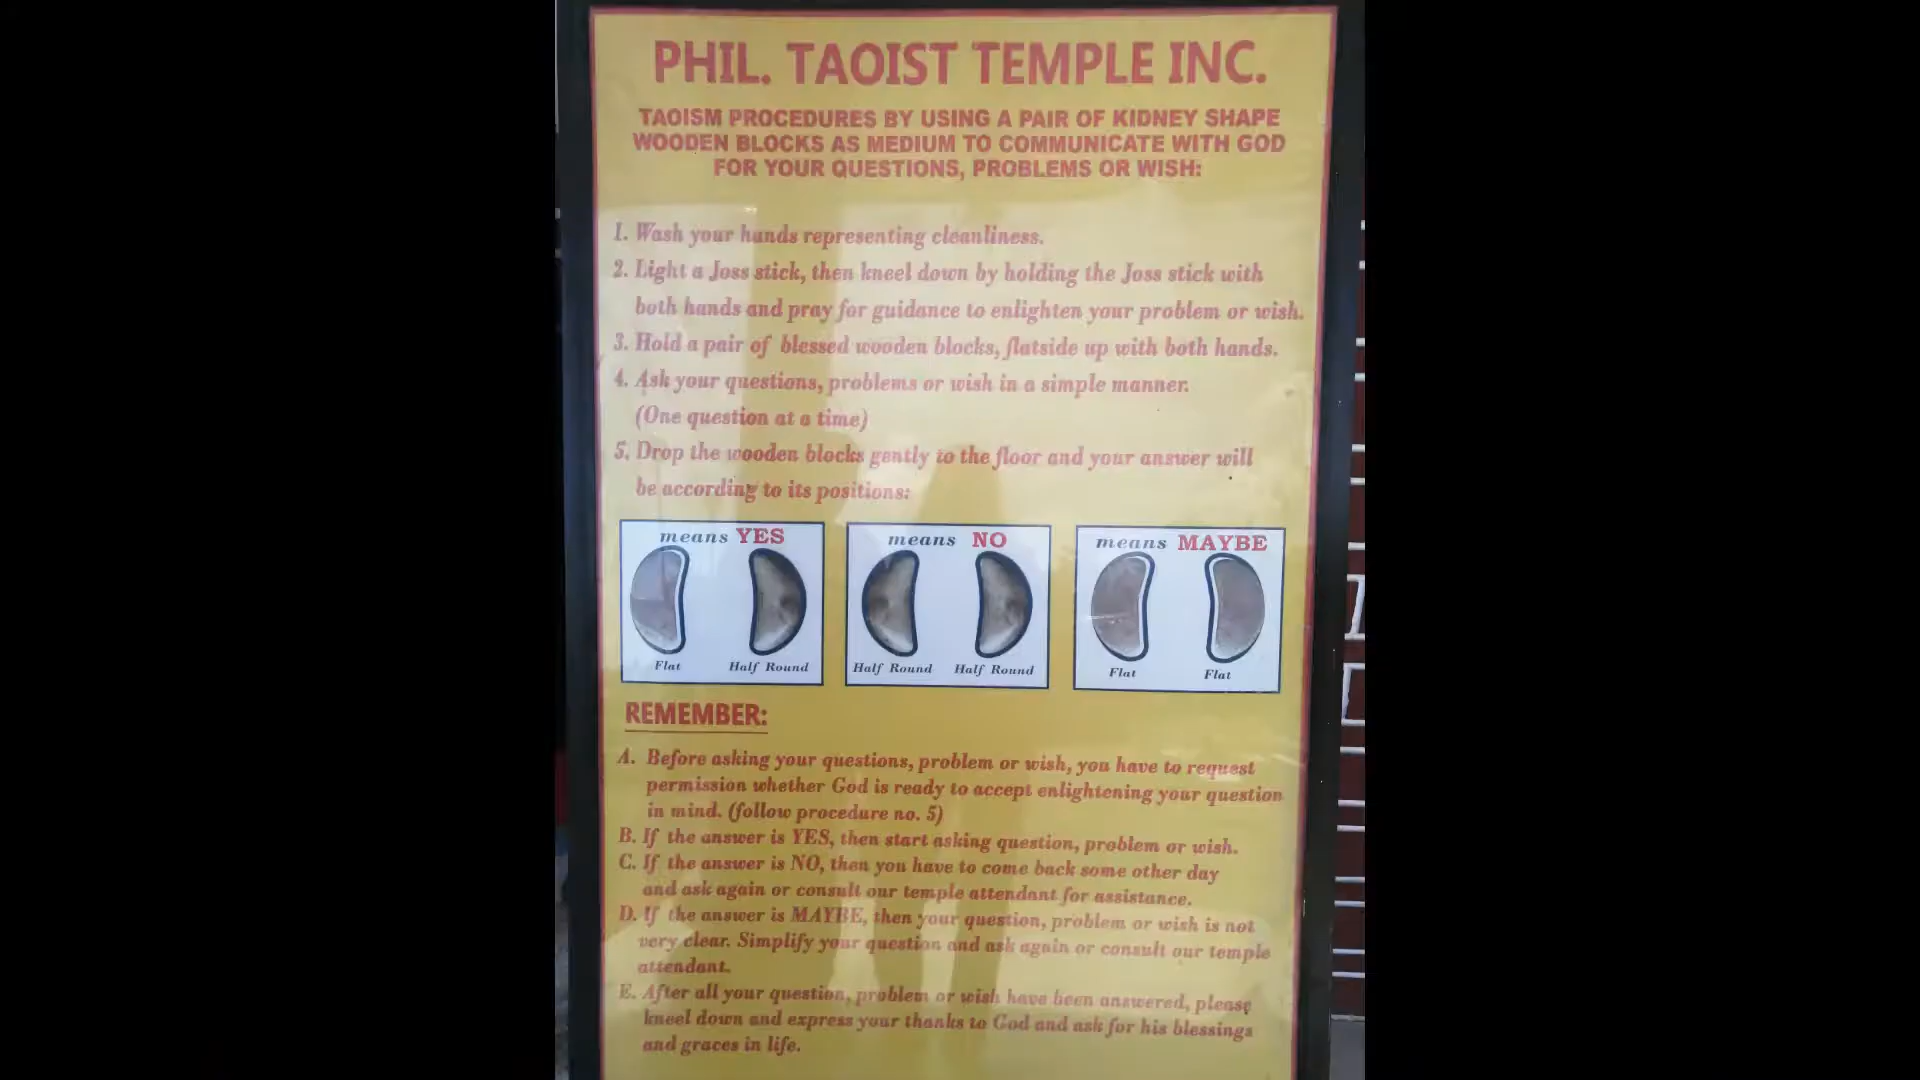 PHIL. TAOIST TEMPLE INC.
TAOISM PROCEDURES BY USING A PAIR OF KIDNEY SHAPE
WOODEN BLOCKS AS MEDIUM TO COMMUNICATE WITH GOD
FOR YOUR QUESTIONS, PROBLEMS OR WISH:
1. Wash your hands representing cleanliness.
2. Light a Joss stick, then kneel down by holding the Joss stick with
both hands and pray for guidance to enlighten your problem or wish.
3. Hold a pair of blessed wooden blocks, flatside up with both hands.
4. Ask your questions, problems or wish in a simple manner.
(One question at a time)
5. Drop the wooden blocks gently to the floor and your answer will
be according to its positions:
means YES
Flat Half Round
means NO
Half Round Half Round
means MAYBE
Flat Flat
REMEMBER:
A. Before asking your questions, problem or wish, you have to request
permission whether God is ready to accept enlightening your question
in mind. (follow procedure no. 5)
B. If the answer is YES, then start asking question, problem or wish.
C. If the answer is NO, then you have to come back some other day
and ask again or consult our temple attendant for assistance.
D. If the answer is MAYBE, then your question, problem or wish is not
very clear. Simplify your question and ask again or consult our temple
attendant.
E. After all your question, problem or wish have been answered, please
kneel down and express your thanks to God and ask for his blessings
and graces in life.